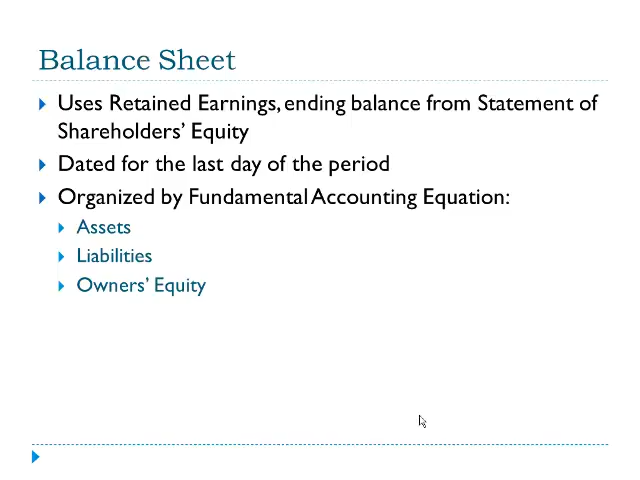 Balance Sheet
Uses Retained Earnings, ending balance from Statement of
Shareholders’ Equity
Dated for the last day of the period
Organized by Fundamental Accounting Equation:
Assets
Liabilities
Owners’ Equity